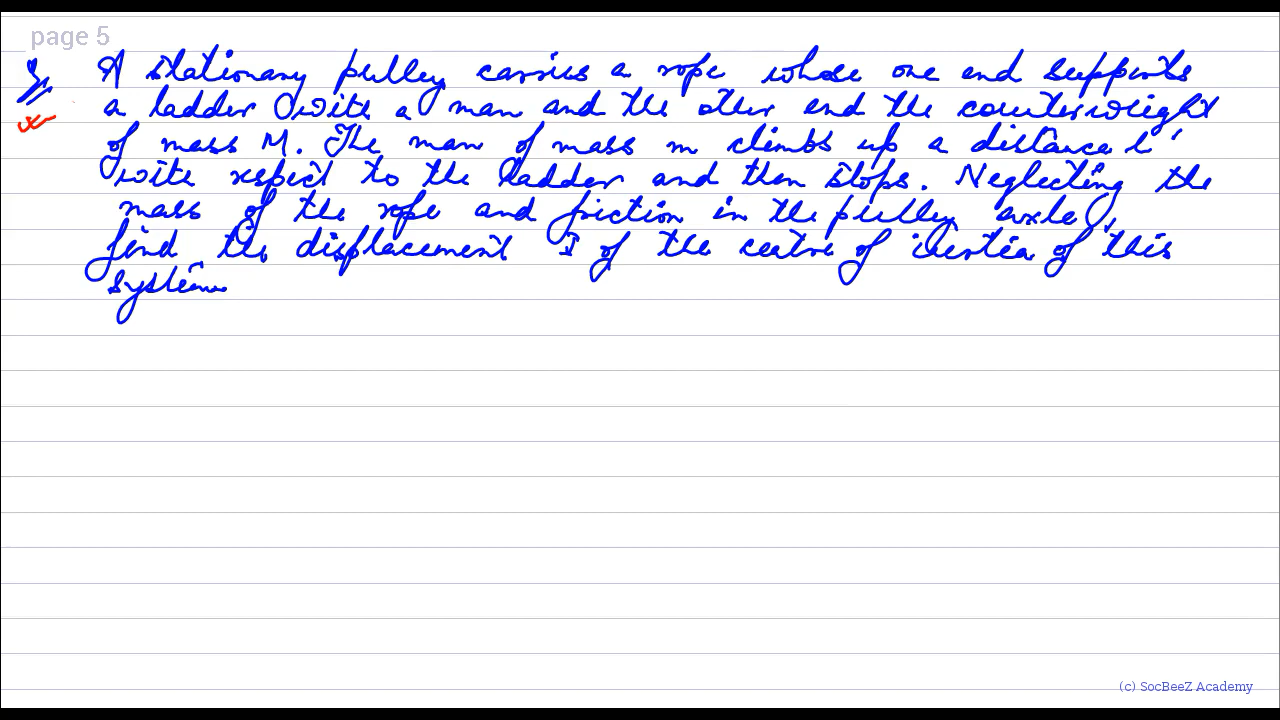 page 5
Q. A stationary pulley carries a rope whose one end supports
a ladder with a man and the other end the counterweight
of mass M. The man of mass m climbs up a distance l'
with respect to the ladder and then stops. Neglecting the
mass of the rope and friction in the pulley axle,
find the displacement of the centre of inertia of this
system
(c) SocBeeZ Academy